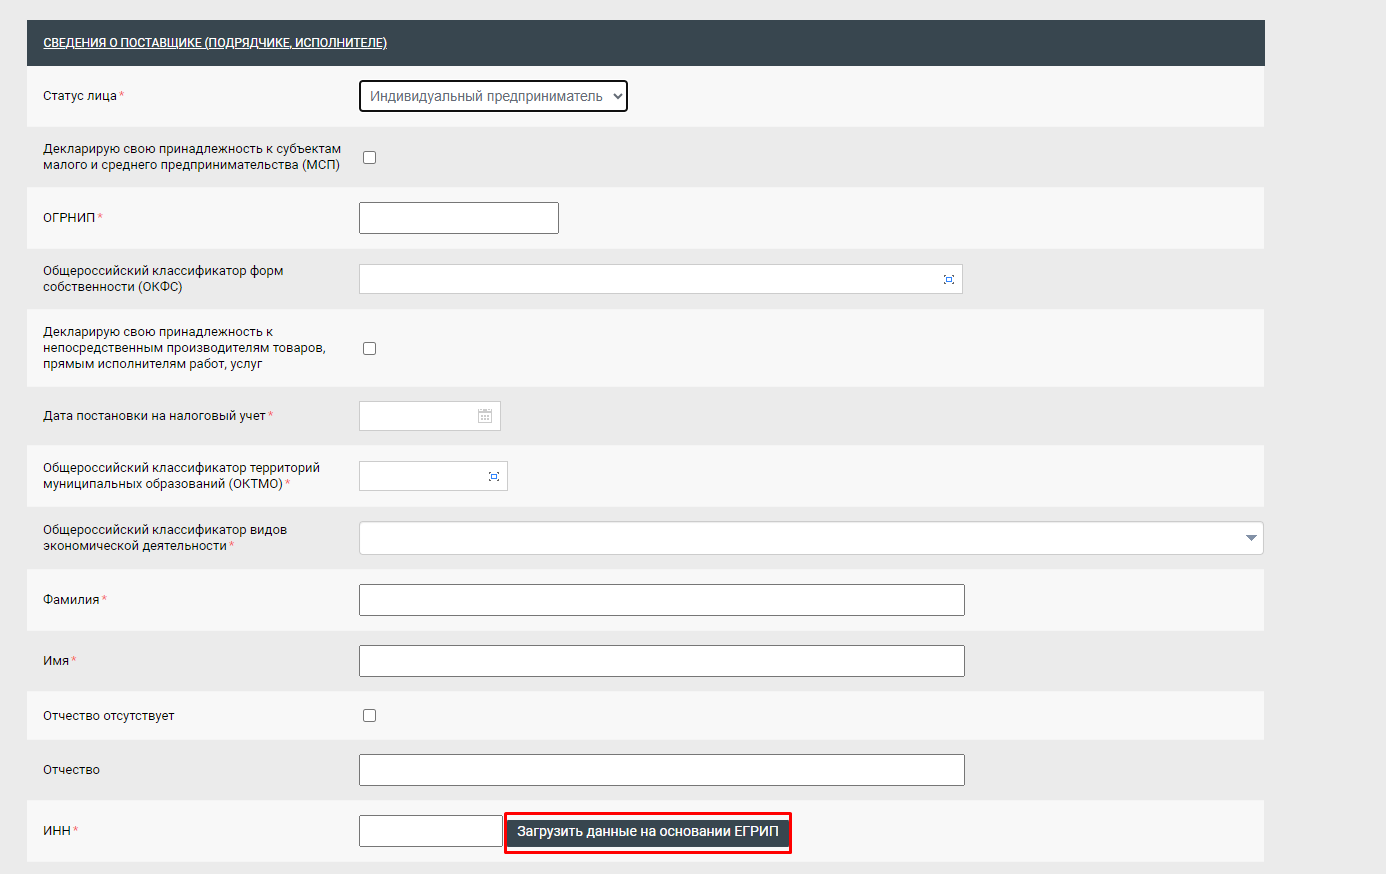 СВЕДЕНИЯ О ПОСТАВЩИКЕ (ПОДРЯДЧИКЕ, ИСПОЛНИТЕЛЕ)
Статус лица*
Индивидуальный предприниматель
Декларирую свою принадлежность к субъектам
малого и среднего предпринимательства (МСП)
ОГРНИП*
Общероссийский классификатор форм
собственности (ОКФС)
Декларирую свою принадлежность к
непосредственным производителям товаров,
прямым исполнителям работ, услуг
Дата постановки на налоговый учет*
Общероссийский классификатор территорий
муниципальных образований (ОКТМО)*
Общероссийский классификатор видов
экономической деятельности*
Фамилия*
Имя*
Отчество отсутствует
Отчество
ИНН*
Загрузить данные на основании ЕГРИП